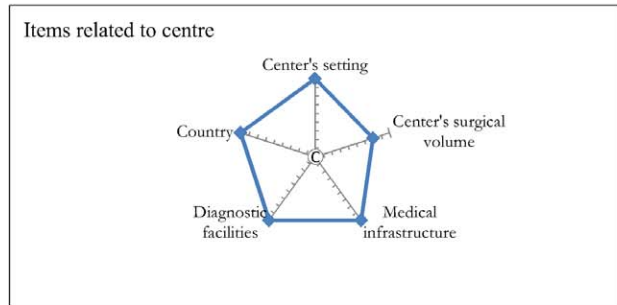 Items related to centre
Center's setting
Country
Center's surgical
volume
C
Diagnostic
facilities
Medical
infrastructure